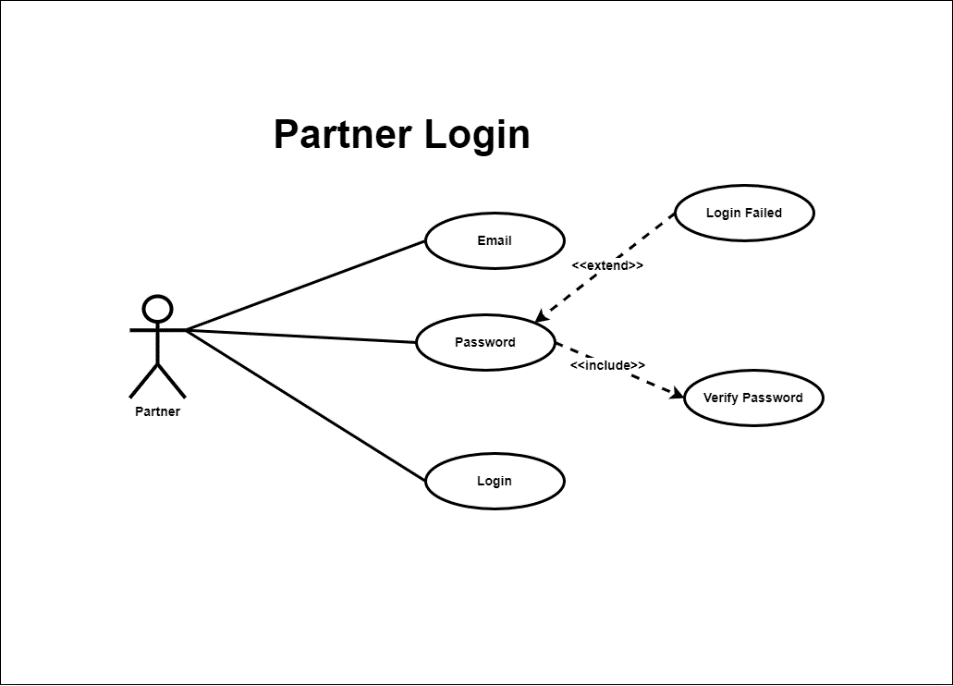 Partner Login
Login Failed
Email
<<extend>>
Password
<<include>>
Verify Password
Partner
Login